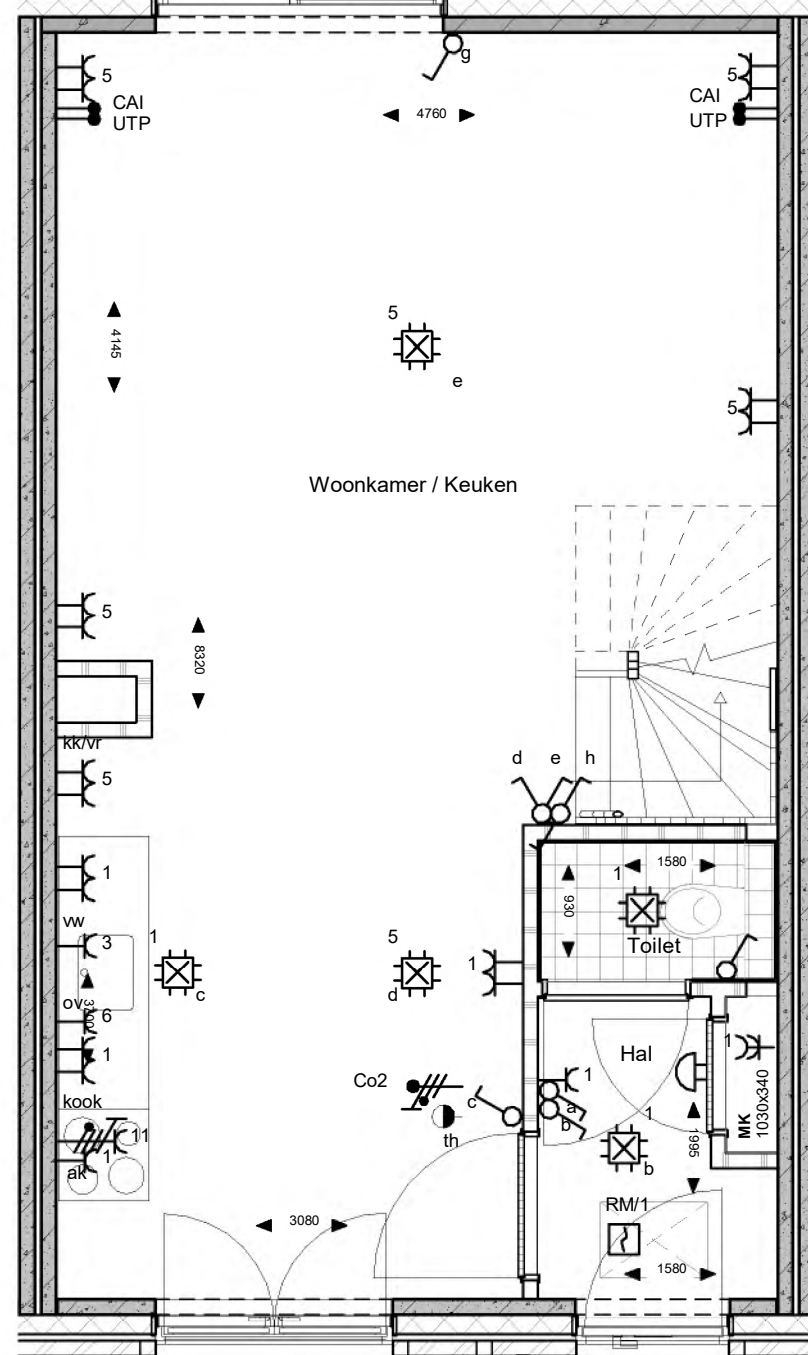 g
5
5
CAI
CAI
UTP
UTP
4760
4145
5
e
5
Woonkamer / Keuken
5
8320
kk/vr
d e h
5
1580
1
1
930
vw
3
1
5
Toilet
1
c
d
ov
6
1
Hal
1
1
Co2
1
MK
1030x340
kook
c
a
1
th
b
11
1
1995
ak
b
RM/1
3080
1580